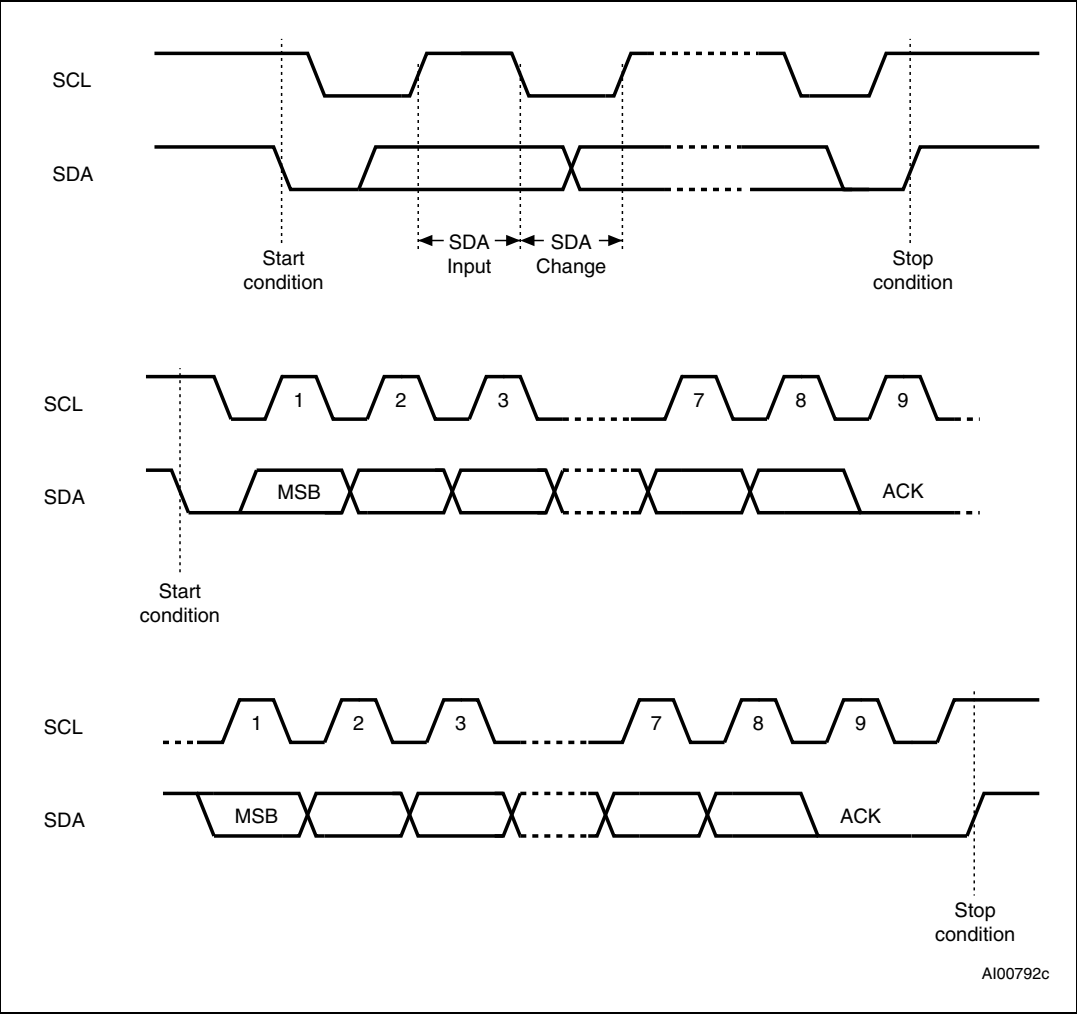 SCL
SDA
Start
condition
SDA
Input
SDA
Change
Stop
condition
SCL
1 2 3 7 8 9
SDA
MSB
ACK
Start
condition
SCL
1 2 3 7 8 9
SDA
MSB
ACK
Stop
condition
AI00792c